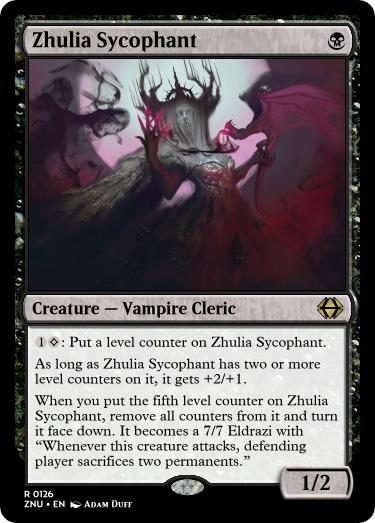 Zhulia Sycophant
Creature — Vampire Cleric
1: Put a level counter on Zhulia Sycophant.
As long as Zhulia Sycophant has two or more
level counters on it, it gets +2/+1.
When you put the fifth level counter on Zhulia
Sycophant, remove all counters from it and turn
it face down. It becomes a 7/7 Eldrazi with
“Whenever this creature attacks, defending
player sacrifices two permanents.”
1/2
R 0126
ZNU • EN Adam Duff